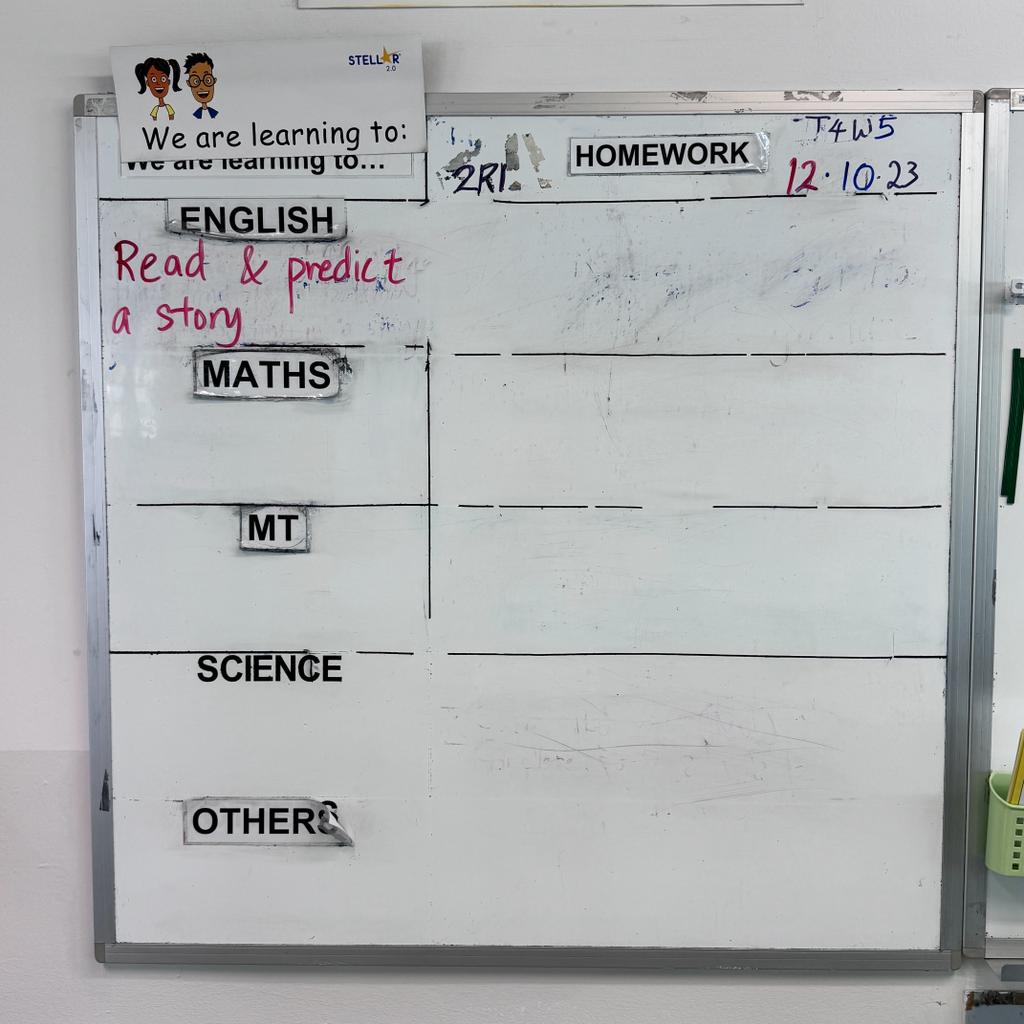 STELLAR
2.0
We are learning to:
We are learning to...
2RI
HOMEWORK
T4W5
12.10.23
ENGLISH
Read & predict
a story
MATHS
MT
SCIENCE
OTHERS